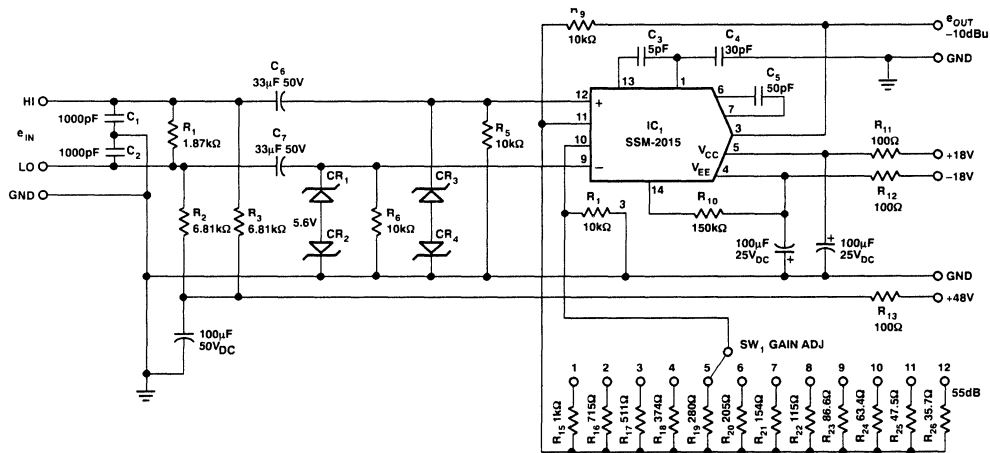 R9
10kΩ
eOUT
–10dBu
GND
C3
5pF
C4
30pF
C5
50pF
13
1
6
7
12
+
11
10
9
–
IC1
SSM-2015
3
VCC
5
VEE
4
14
R11
100Ω
+18V
–18V
R12
100Ω
HI
C6
33μF 50V
1000pF
C1
eIN
1000pF
C2
R1
1.87kΩ
C7
33μF 50V
LO
GND
R5
10kΩ
R2
6.81kΩ
R3
6.81kΩ
CR1
5.6V
CR2
R6
10kΩ
CR3
CR4
R1
10kΩ
3
R10
150kΩ
100μF
25VDC
+
100μF
25VDC
+
GND
+48V
R13
100Ω
100μF
50VDC
SW1 GAIN ADJ
1 2 3 4 5 6 7 8 9 10 11 12
55dB
R15 1kΩ
R16 715Ω
R17 511Ω
R18 374Ω
R19 280Ω
R20 205Ω
R21 154Ω
R22 115Ω
R23 86.6Ω
R24 63.4Ω
R25 47.5Ω
R26 35.7Ω